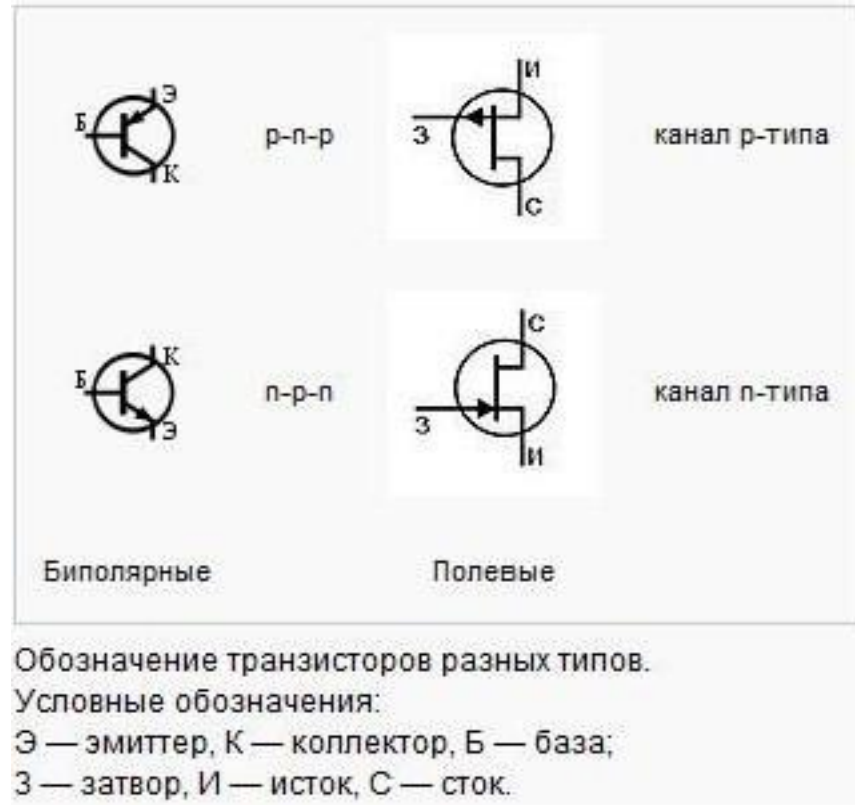 Э
Б
К
p-n-p
И
З
С
канал p-типа
К
Б
Э
n-p-n
С
З
И
канал n-типа
Биполярные
Полевые
Обозначение транзисторов разных типов.
Условные обозначения:
Э — эмиттер, К — коллектор, Б — база;
З — затвор, И — исток, С — сток.